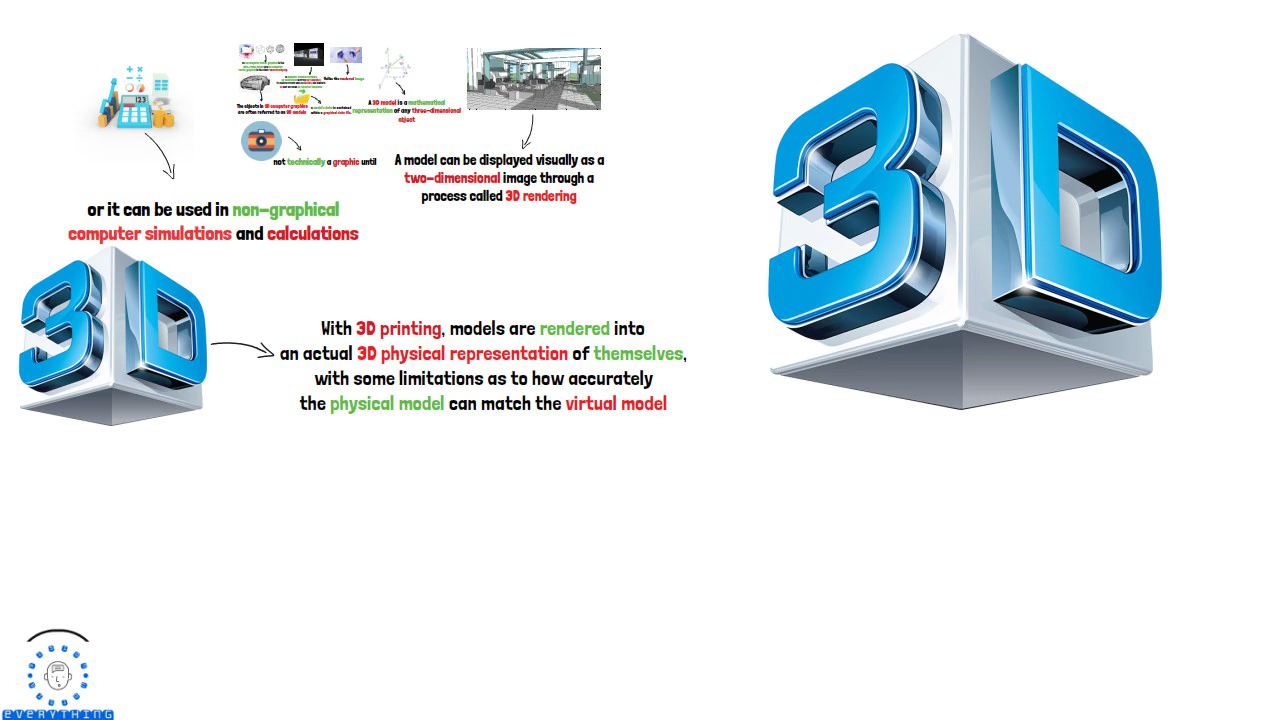 The objects in 3D computer graphics
are often referred to as 3D models
A 3D model is a mathematical
representation of any three-dimensional
object
not technically a graphic until
A model can be displayed visually as a
two-dimensional image through a
process called 3D rendering
or it can be used in non-graphical
computer simulations and calculations
3D
With 3D printing, models are rendered into
an actual 3D physical representation of themselves,
with some limitations as to how accurately
the physical model can match the virtual model
3D
EVERYTHING